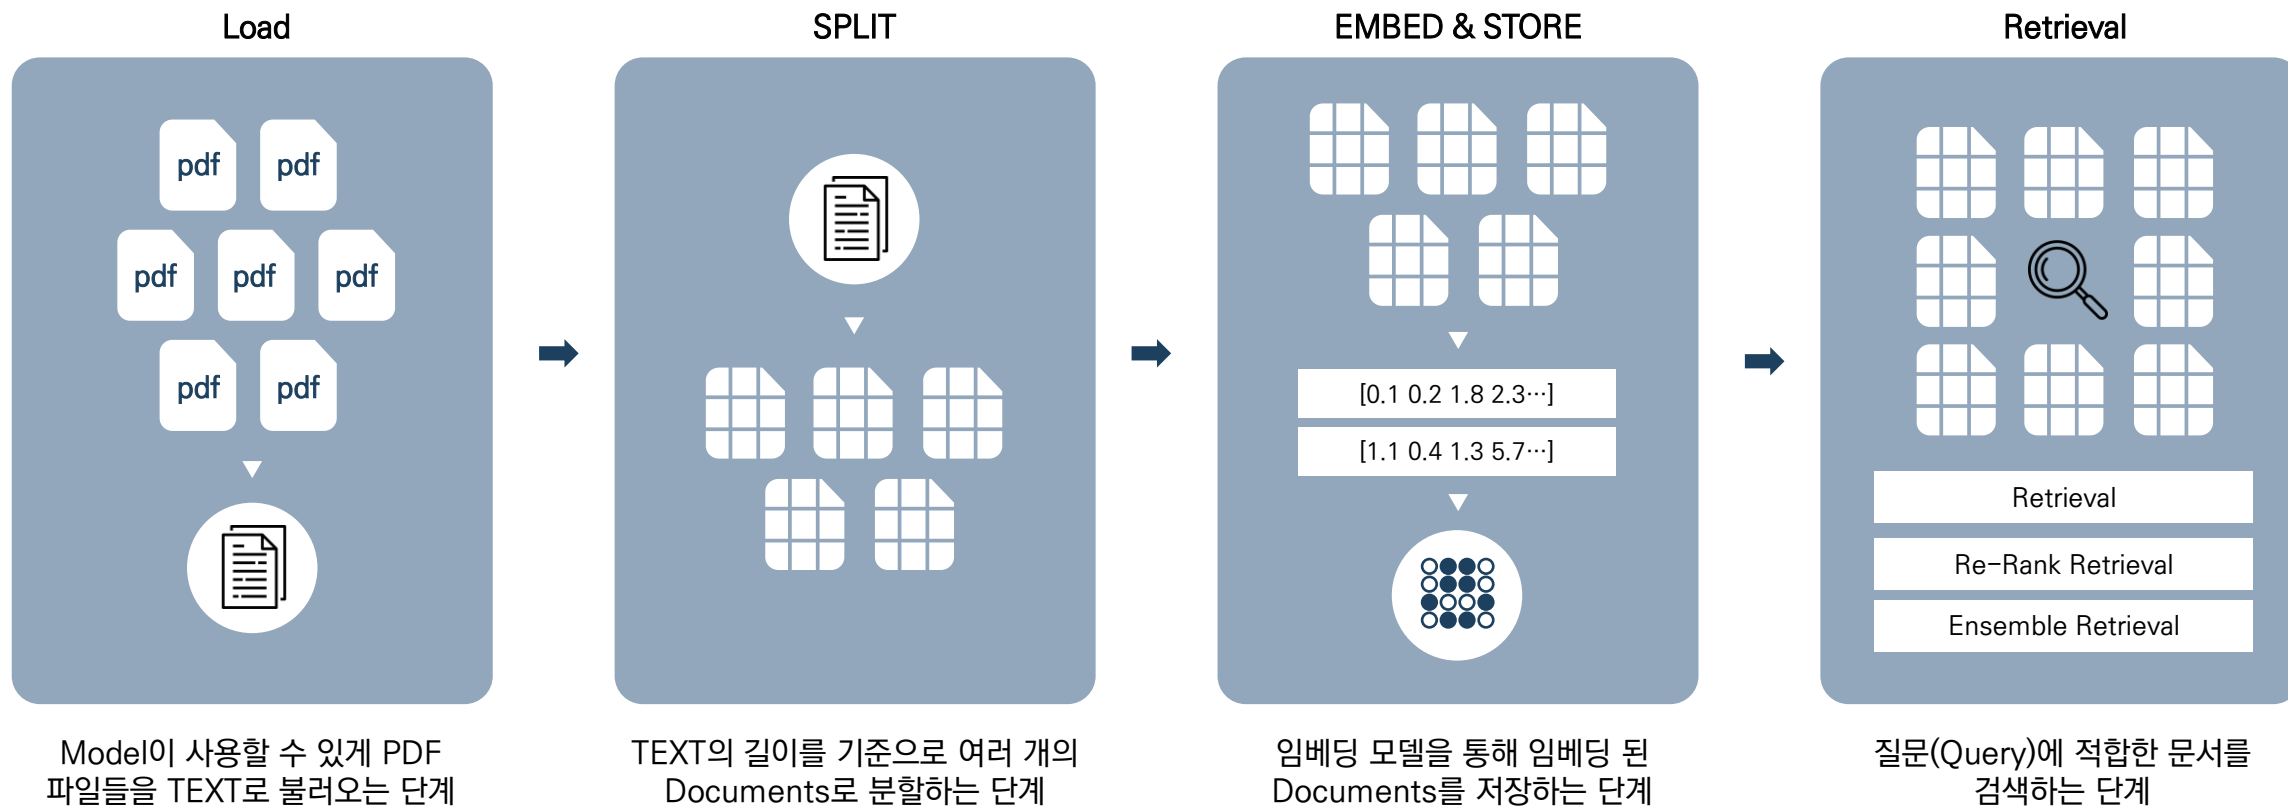 Load
pdf pdf
pdf pdf pdf
pdf pdf
Model이 사용할 수 있게 PDF
파일들을 TEXT로 불러오는 단계
SPLIT
TEXT의 길이를 기준으로 여러 개의
Documents로 분할하는 단계
EMBED & STORE
[0.1 0.2 1.8 2.3⋯]
[1.1 0.4 1.3 5.7⋯]
임베딩 모델을 통해 임베딩 된
Documents를 저장하는 단계
Retrieval
Retrieval
Re-Rank Retrieval
Ensemble Retrieval
질문(Query)에 적합한 문서를
검색하는 단계